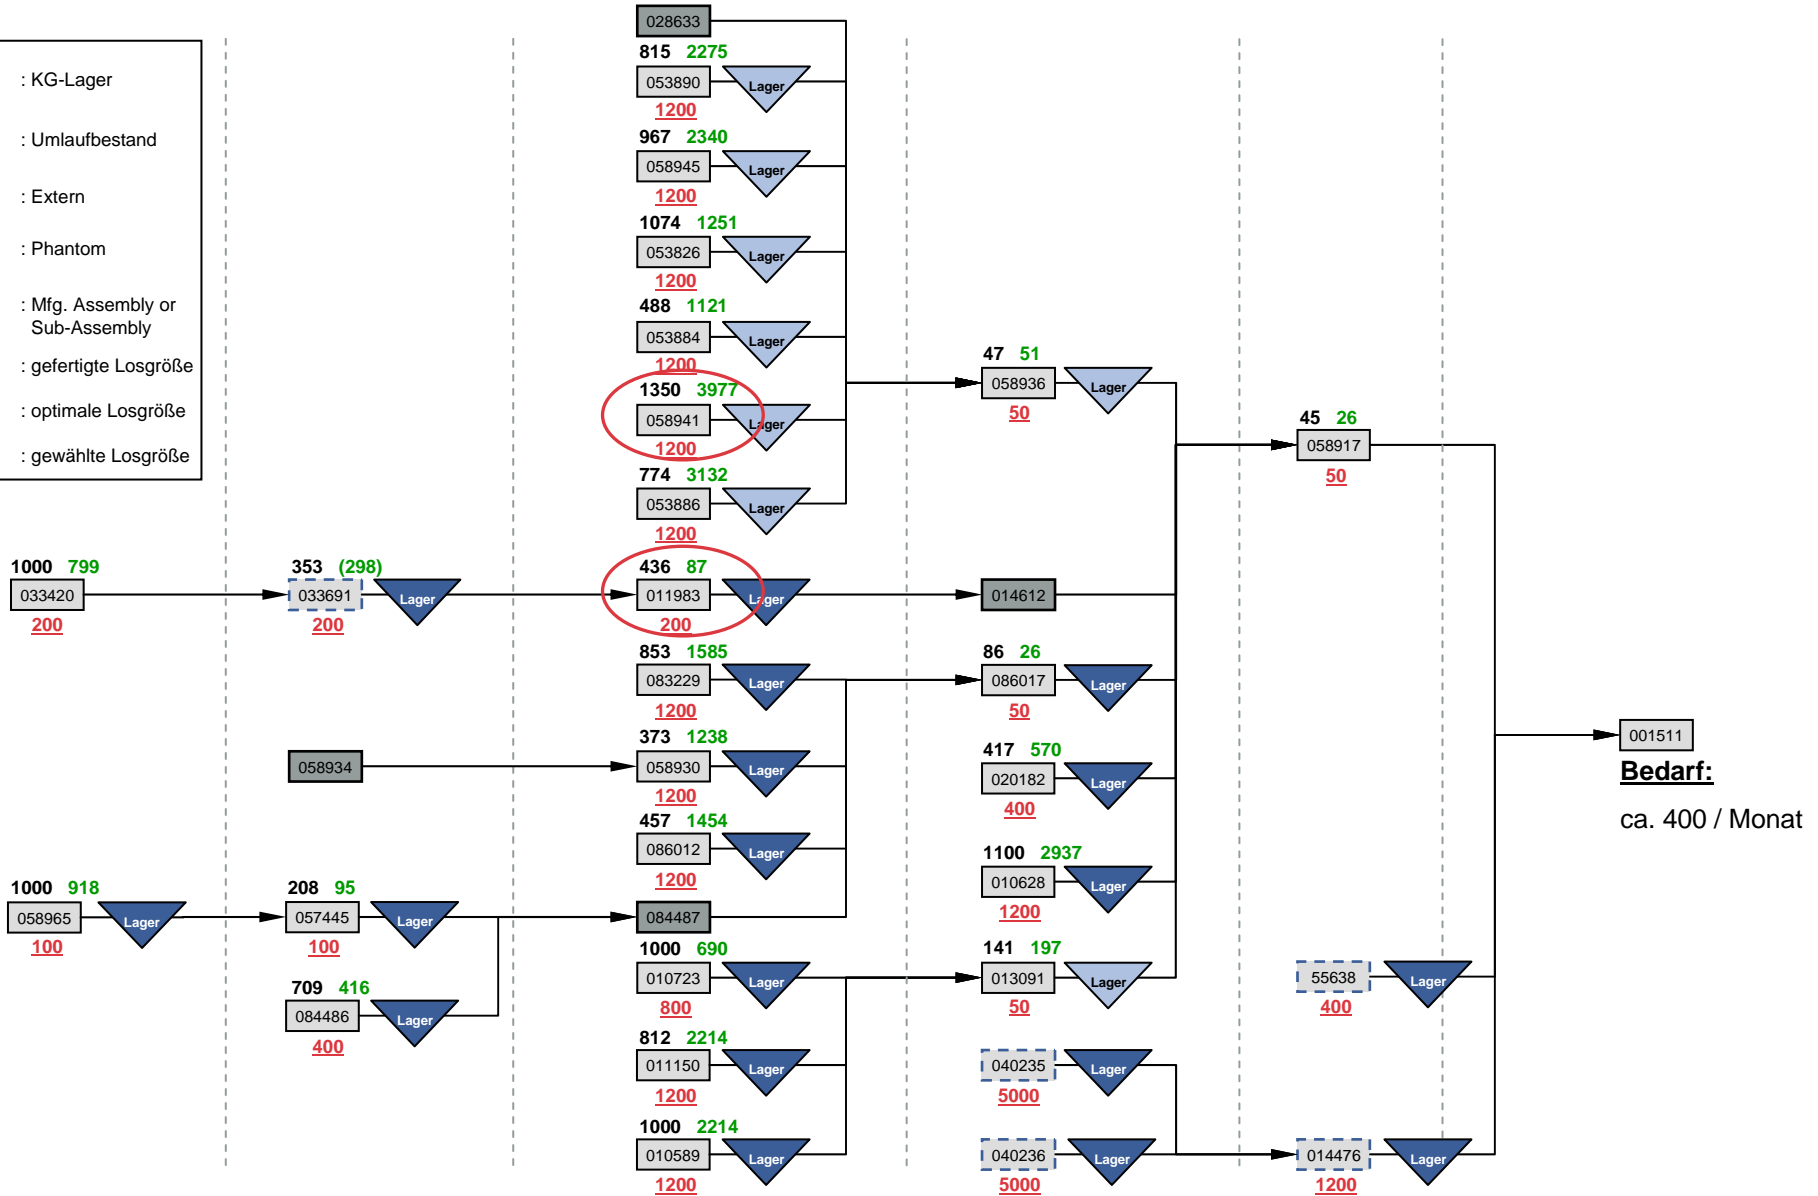 : KG-Lager
: Umlaufbestand
: Extern
: Phantom
: Mfg. Assembly or
Sub-Assembly
: gefertigte Losgröße
: optimale Losgröße
: gewählte Losgröße
1000 799
033420
200
1000 918
058965
Lager
100
353 (298)
033691
Lager
200
058934
208 95
057445
Lager
100
709 416
084486
Lager
400
028633
815 2275
053890
Lager
1200
967 2340
058945
Lager
1200
1074 1251
053826
Lager
1200
488 1121
053884
Lager
1200
1350 3977
058941
Lager
1200
774 3132
053886
Lager
1200
436 87
011983
Lager
200
853 1585
083229
Lager
1200
373 1238
058930
Lager
1200
457 1454
086012
Lager
1200
084487
1000 690
010723
Lager
800
812 2214
011150
Lager
1200
1000 2214
010589
Lager
1200
47 51
058936
Lager
50
014612
86 26
086017
Lager
50
417 570
020182
Lager
400
1100 2937
010628
Lager
1200
141 197
013091
Lager
50
040235
Lager
5000
040236
Lager
5000
45 26
058917
50
55638
Lager
400
014476
Lager
1200
001511
Bedarf:
ca. 400 / Monat